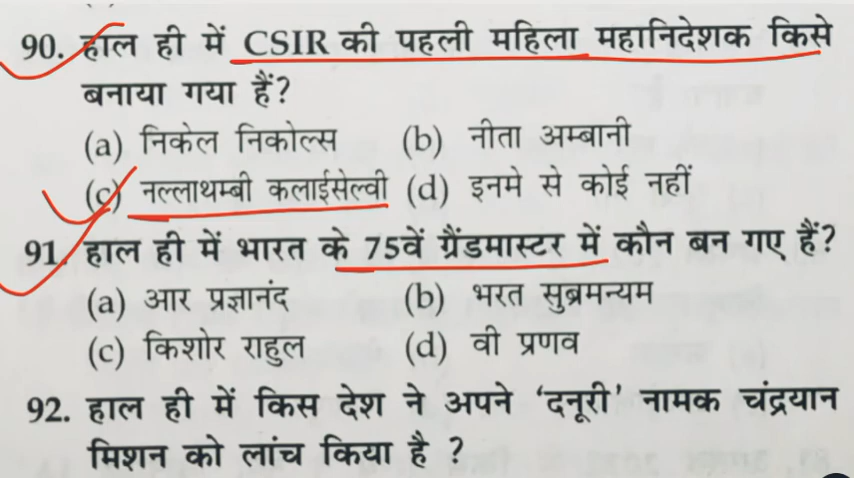 90. हाल ही में CSIR की पहली महिला महानिदेशक किसे
बनाया गया हैं?
(a) निकेल निकोल्स (b) नीता अम्बानी
(c) नल्लाथम्बी कलाईसेल्वी (d) इनमे से कोई नहीं
91. हाल ही में भारत के 75वें ग्रैंडमास्टर में कौन बन गए हैं?
(a) आर प्रज्ञानंद (b) भरत सुब्रमन्यम
(c) किशोर राहुल (d) वी प्रणव
92. हाल ही में किस देश ने अपने ‘दनूरी’ नामक चंद्रयान
मिशन को लांच किया है ?